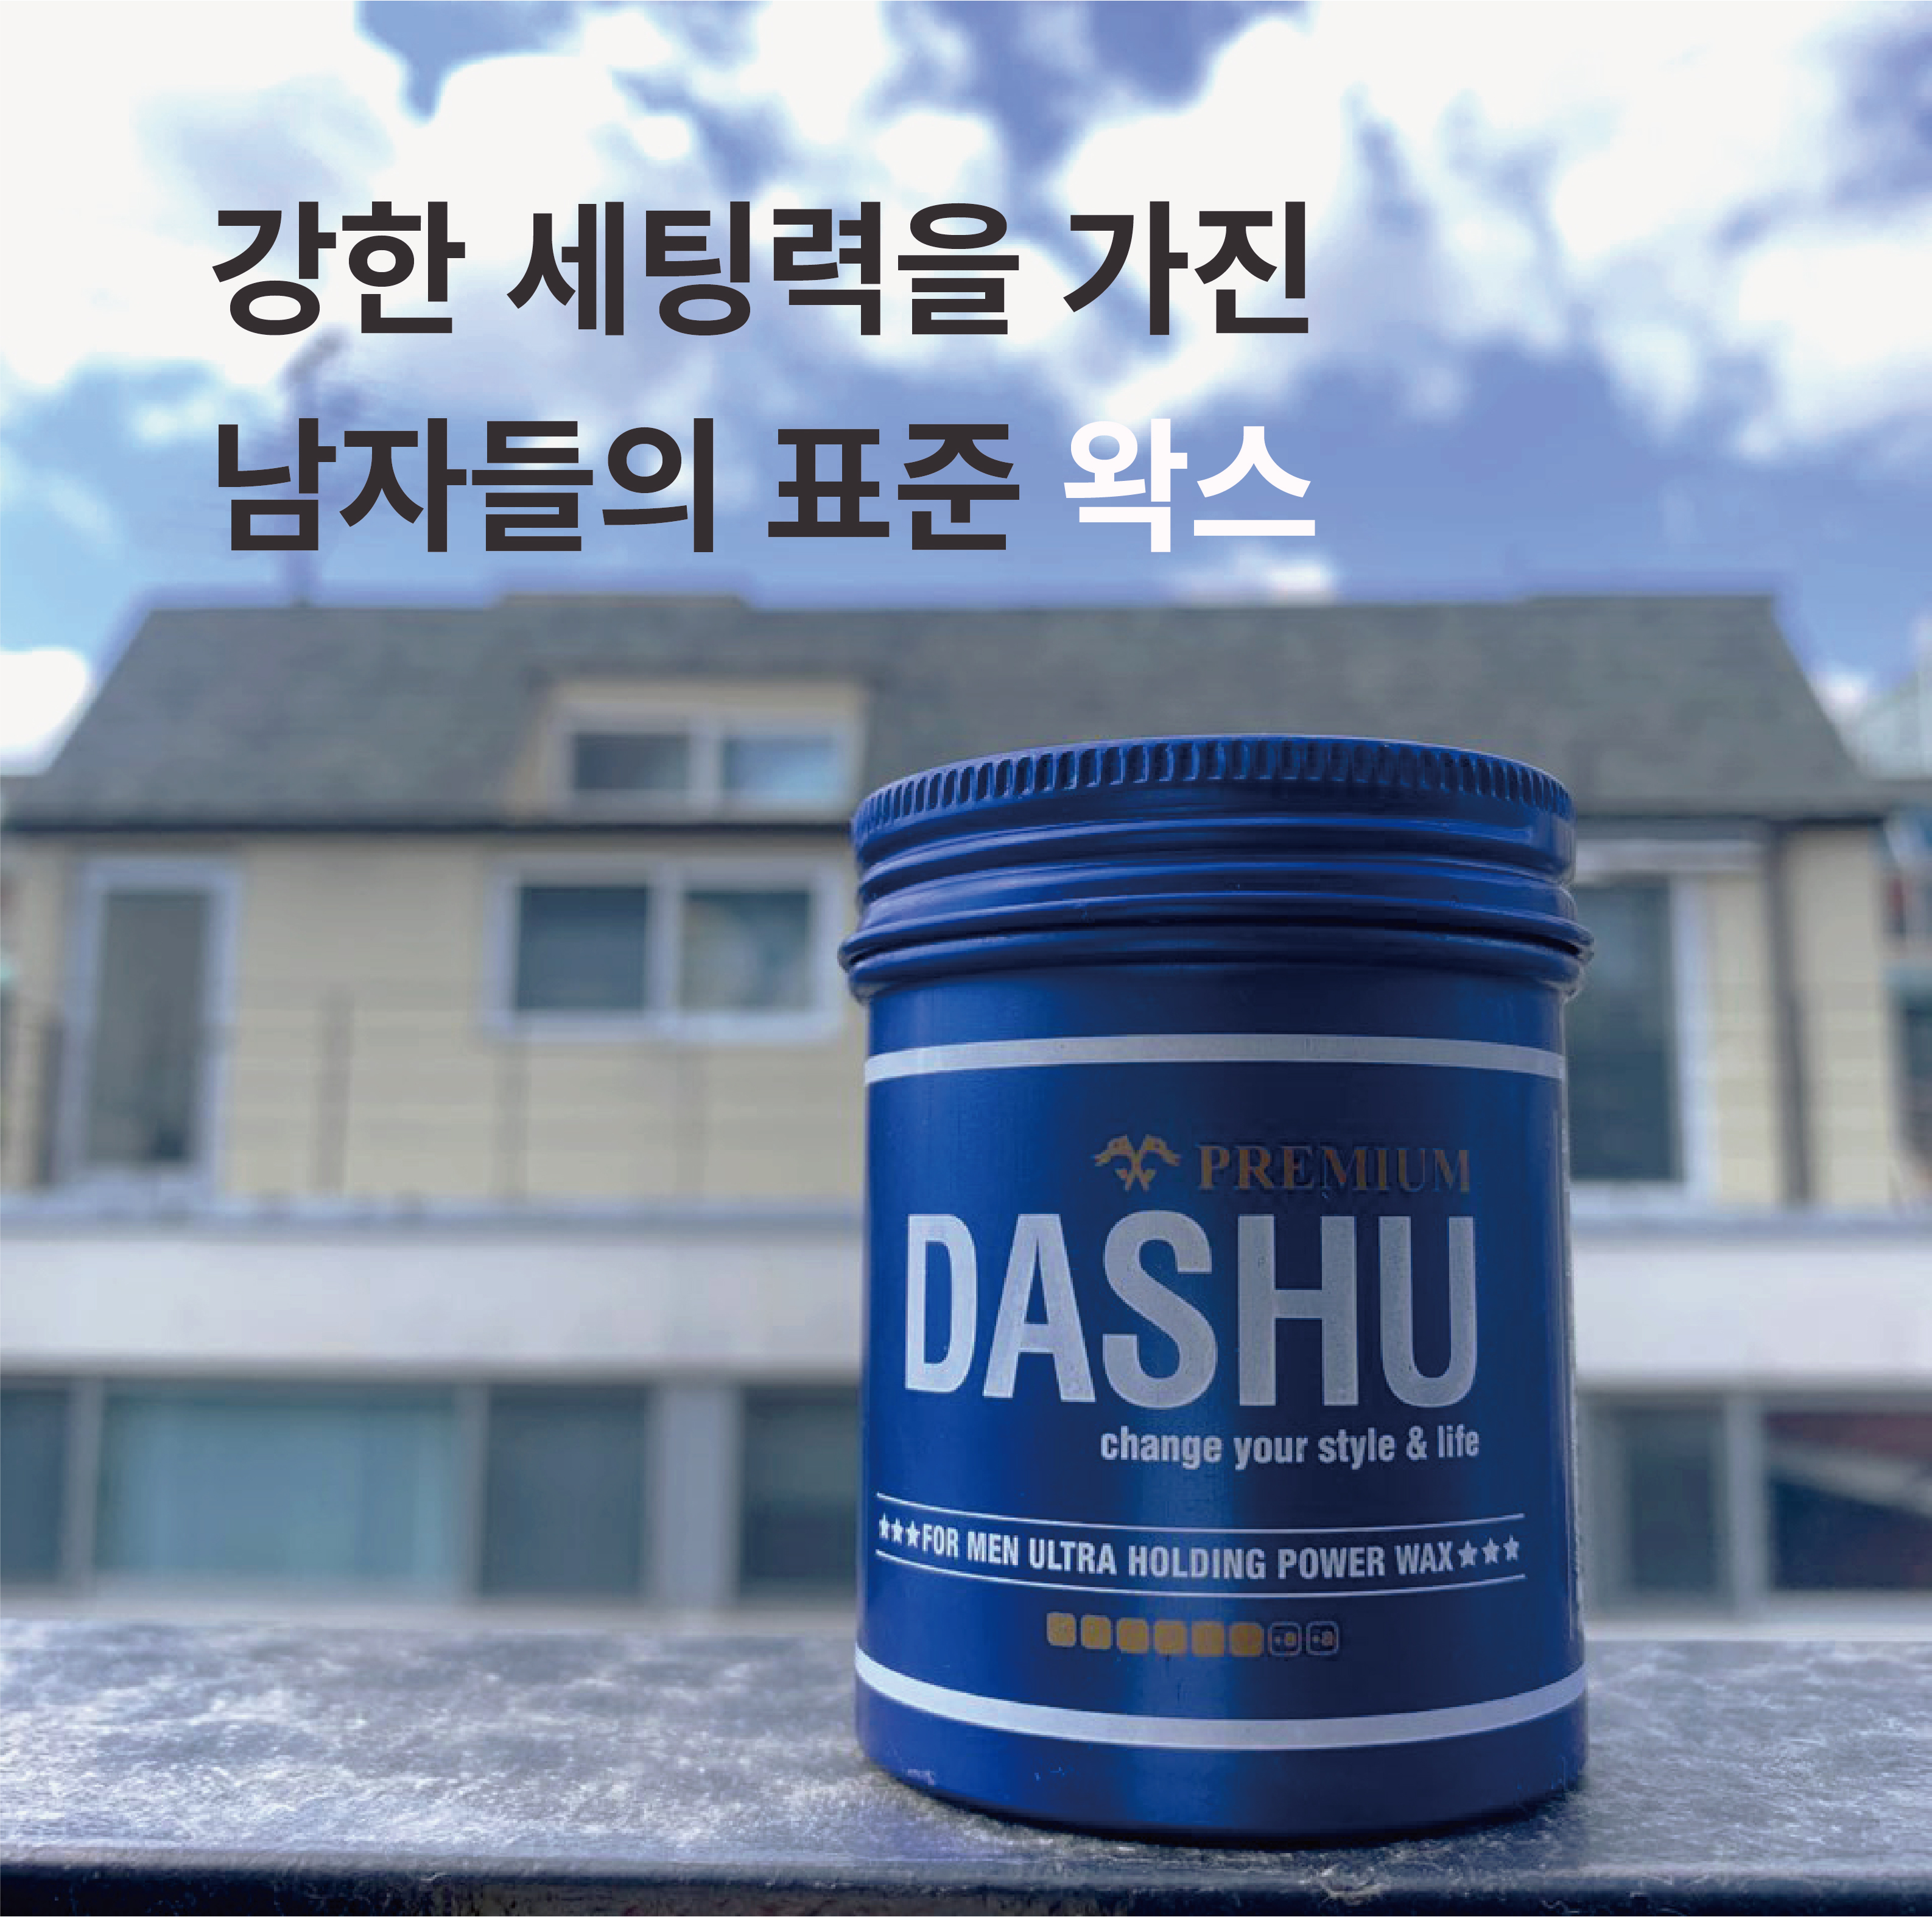 강한 세팅력을 가진
남자들의 표준 왁스
PREMIUM
DASHU
change your style & life
★★★FOR MEN ULTRA HOLDING POWER WAX★★★